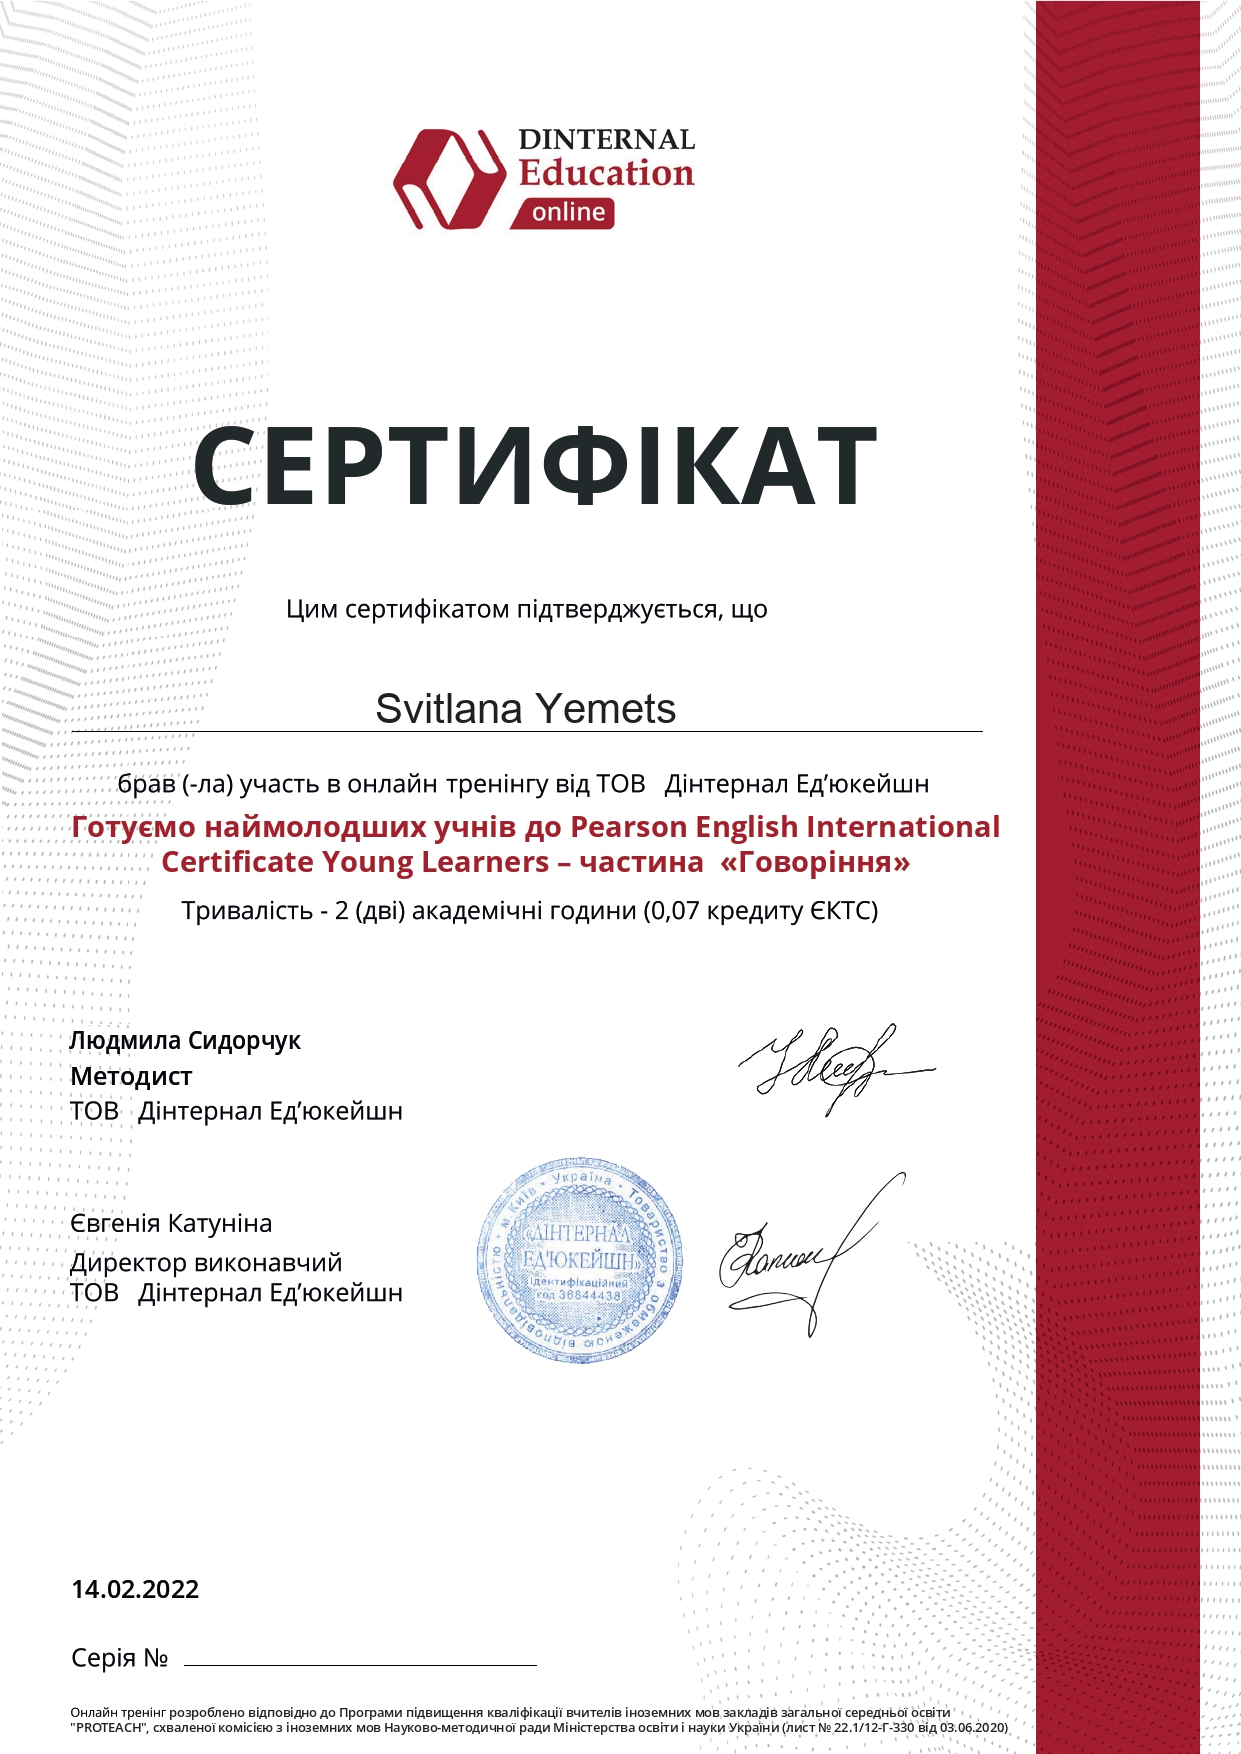 DINTERNAL
Education
online
СЕРТИФІКАТ
Цим сертифікатом підтверджується, що
Svitlana Yemets
брав (-ла) участь в онлайн тренінгу від ТОВ Дінтернал Ед’юкейшн
Готуємо наймолодших учнів до Pearson English International
Certificate Young Learners – частина «Говоріння»
Тривалість - 2 (дві) академічні години (0,07 кредиту ЄКТС)
Людмила Сидорчук
Методист
ТОВ Дінтернал Ед’юкейшн
Євгенія Катуніна
Директор виконавчий
ТОВ Дінтернал Ед’юкейшн
м. Київ • Україна • Товариство з обмеженою відповідальністю
«ДІНТЕРНАЛ
ЕД'ЮКЕЙШН»
Ідентифікаційний
код 36844438
14.02.2022
Серія №
Онлайн тренінг розроблено відповідно до Програми підвищення кваліфікації вчителів іноземних мов закладів загальної середньої освіти
"PROTEACH", схваленої комісією з іноземних мов Науково-методичної ради Міністерства освіти і науки України (лист № 22.1/12-Г-330 від 03.06.2020)